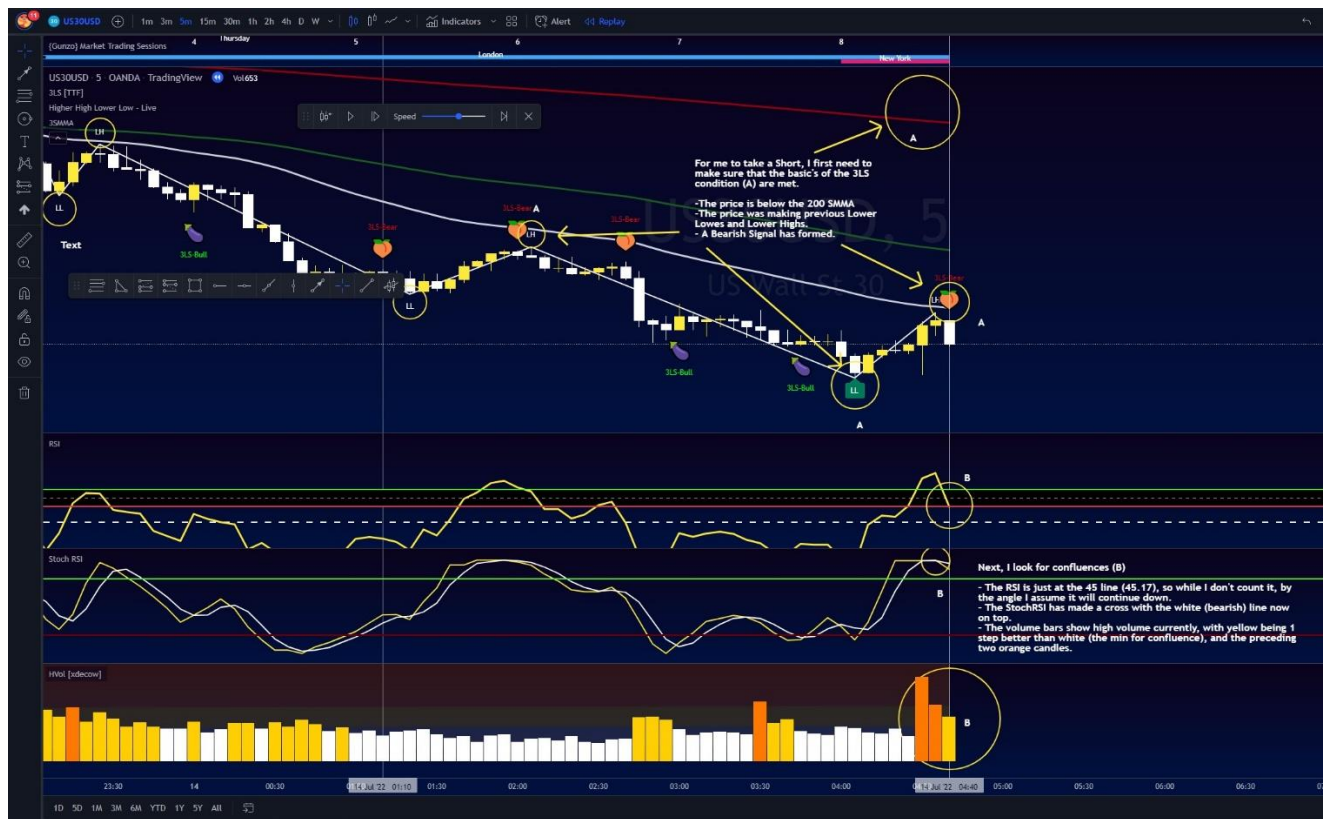 11
US30USD
1m 3m 5m 15m 30m 1h 2h 4h D W
Indicators
Alert
Replay
{Gunzo} Market Trading Sessions
4
Thursday
5
6
7
8
London
New York
US30USD · 5 · OANDA · TradingView
Vol653
3LS [TTF]
Higher High Lower Low - Live
3SMMA
Speed
LH
LL
Text
3LS-Bull
3LS-Bear
LL
3LS-Bear A
LH
3LS-Bear
3LS-Bull
3LS-Bull
LL
A
3LS-Bear
LH
A
A
For me to take a Short, I first need to
make sure that the basic's of the 3LS
condition (A) are met.
-The price is below the 200 SMMA
-The price was making previous Lower
Lowes and Lower Highs.
- A Bearish Signal has formed.
US30USD, 5
US Wall St 30
RSI
B
Stoch RSI
B
Next, I look for confluences (B)
- The RSI is just at the 45 line (45.17), so while I don't count it, by
the angle I assume it will continue down.
- The StochRSI has made a cross with the white (bearish) line now
on top.
- The volume bars show high volume currently, with yellow being 1
step better than white (the min for confluence), and the preceding
two orange candles.
HVol [xdecow]
B
23:30 14 00:30 14 Jul '22 01:10 01:30 02:00 02:30 03:00 03:30 04:00 14 Jul '22 04:40 05:00 05:30 06:00 06:30
1D 5D 1M 3M 6M YTD 1Y 5Y All